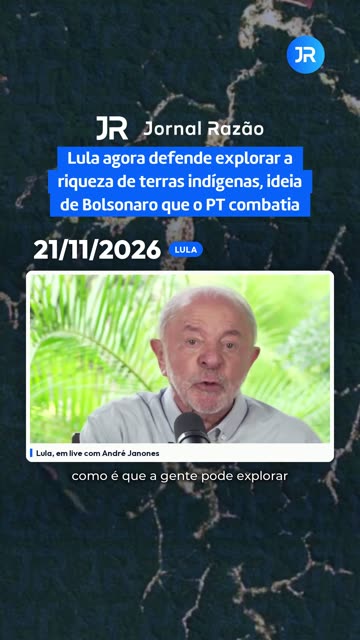 JR
JR Jornal Razão
Lula agora defende explorar a
riqueza de terras indígenas, ideia
de Bolsonaro que o PT combatia
21/11/2026 LULA
Lula, em live com André Janones
como é que a gente pode explorar